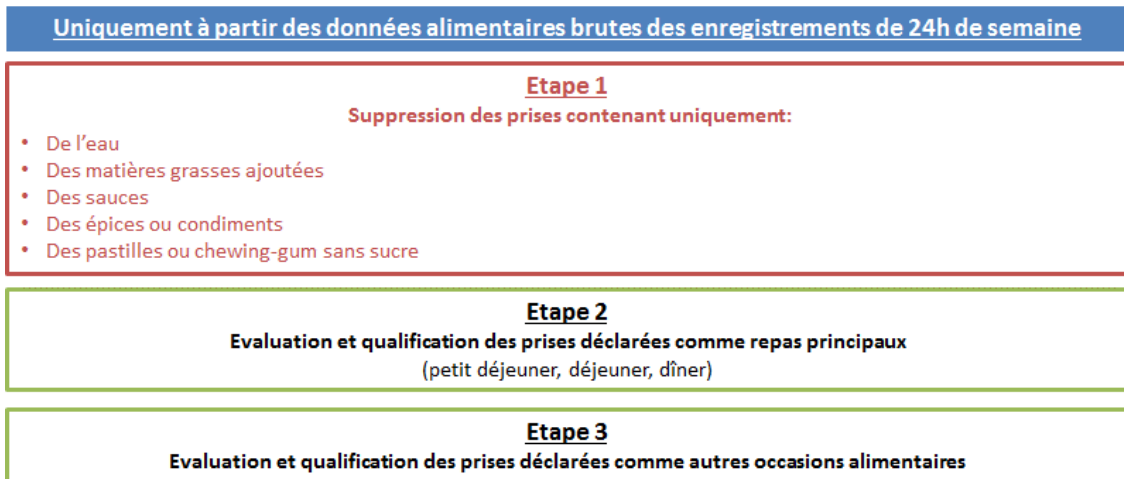 Uniquement à partir des données alimentaires brutes des enregistrements de 24h de semaine
Etape 1
Suppression des prises contenant uniquement:
• De l'eau
• Des matières grasses ajoutées
• Des sauces
• Des épices ou condiments
• Des pastilles ou chewing-gum sans sucre
Etape 2
Evaluation et qualification des prises déclarées comme repas principaux
(petit déjeuner, déjeuner, dîner)
Etape 3
Evaluation et qualification des prises déclarées comme autres occasions alimentaires